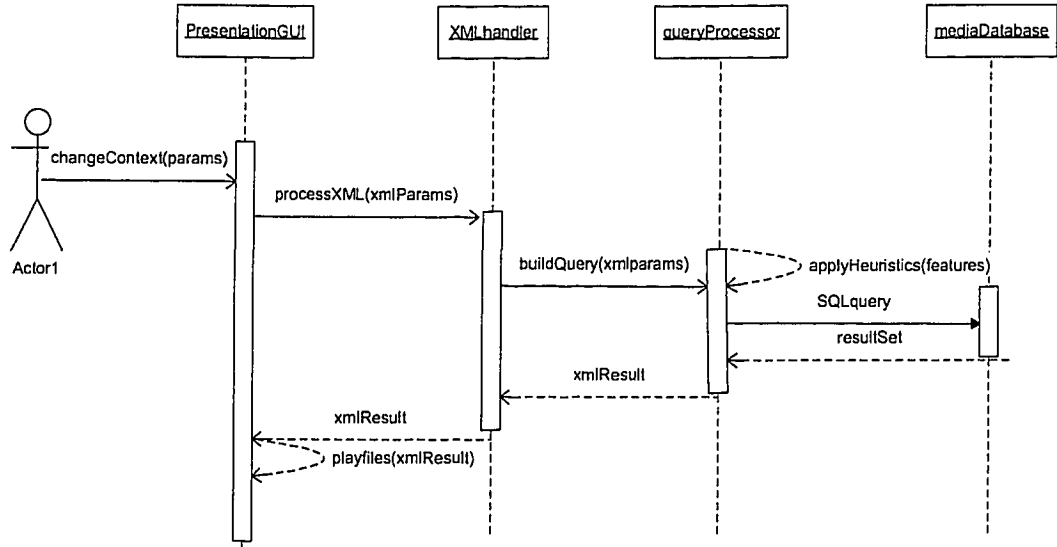 PresentationGUI
XMLhandler
queryProcessor
mediaDatabase
changeContext(params)
processXML(xmlParams)
Actor1
buildQuery(xmlparams)
applyHeuristics(features)
SQLquery
resultSet
xmlResult
xmlResult
playfiles(xmlResult)